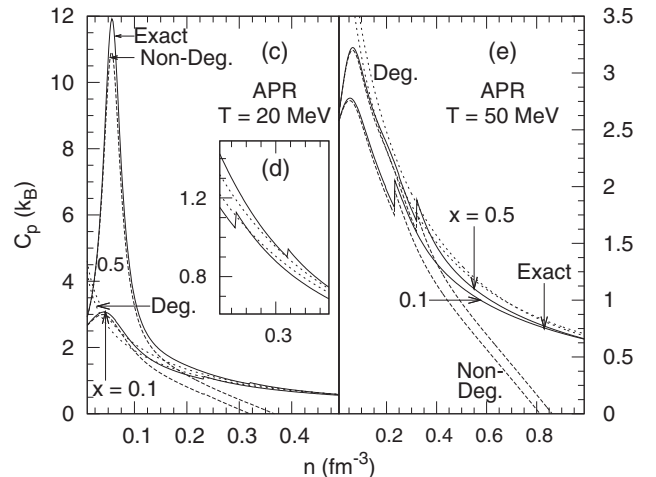 12
10
8
6
4
2
0
C_p (k_B)
Exact
Non-Deg.
(c)
APR
T = 20 MeV
(d)
1.2
0.8
0.3
0.5
Deg.
x = 0.1
0.1
0.2
0.3
0.4
(e)
APR
T = 50 MeV
Deg.
x = 0.5
0.1
Exact
Non-
Deg.
0.2
0.4
0.6
0.8
3.5
3
2.5
2
1.5
1
0.5
0
n (fm⁻³)